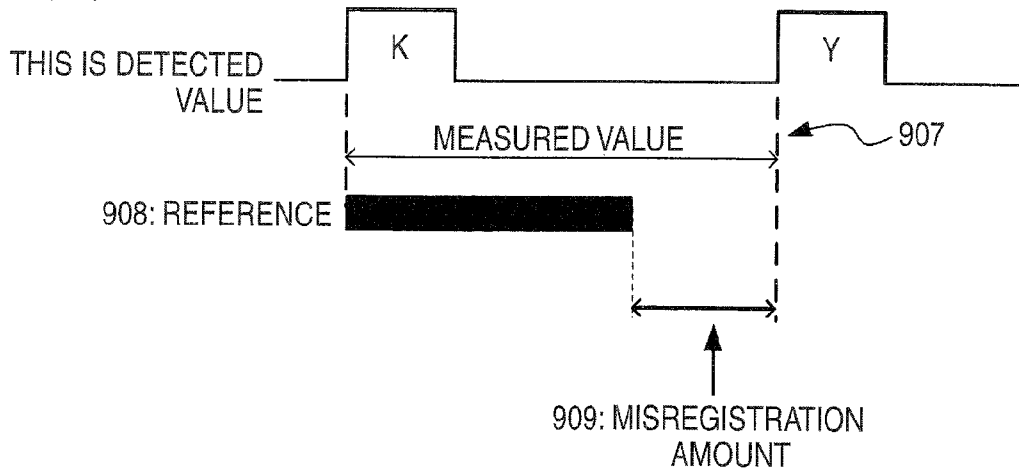 K
Y
THIS IS DETECTED
VALUE
MEASURED VALUE
907
908: REFERENCE
909: MISREGISTRATION
AMOUNT